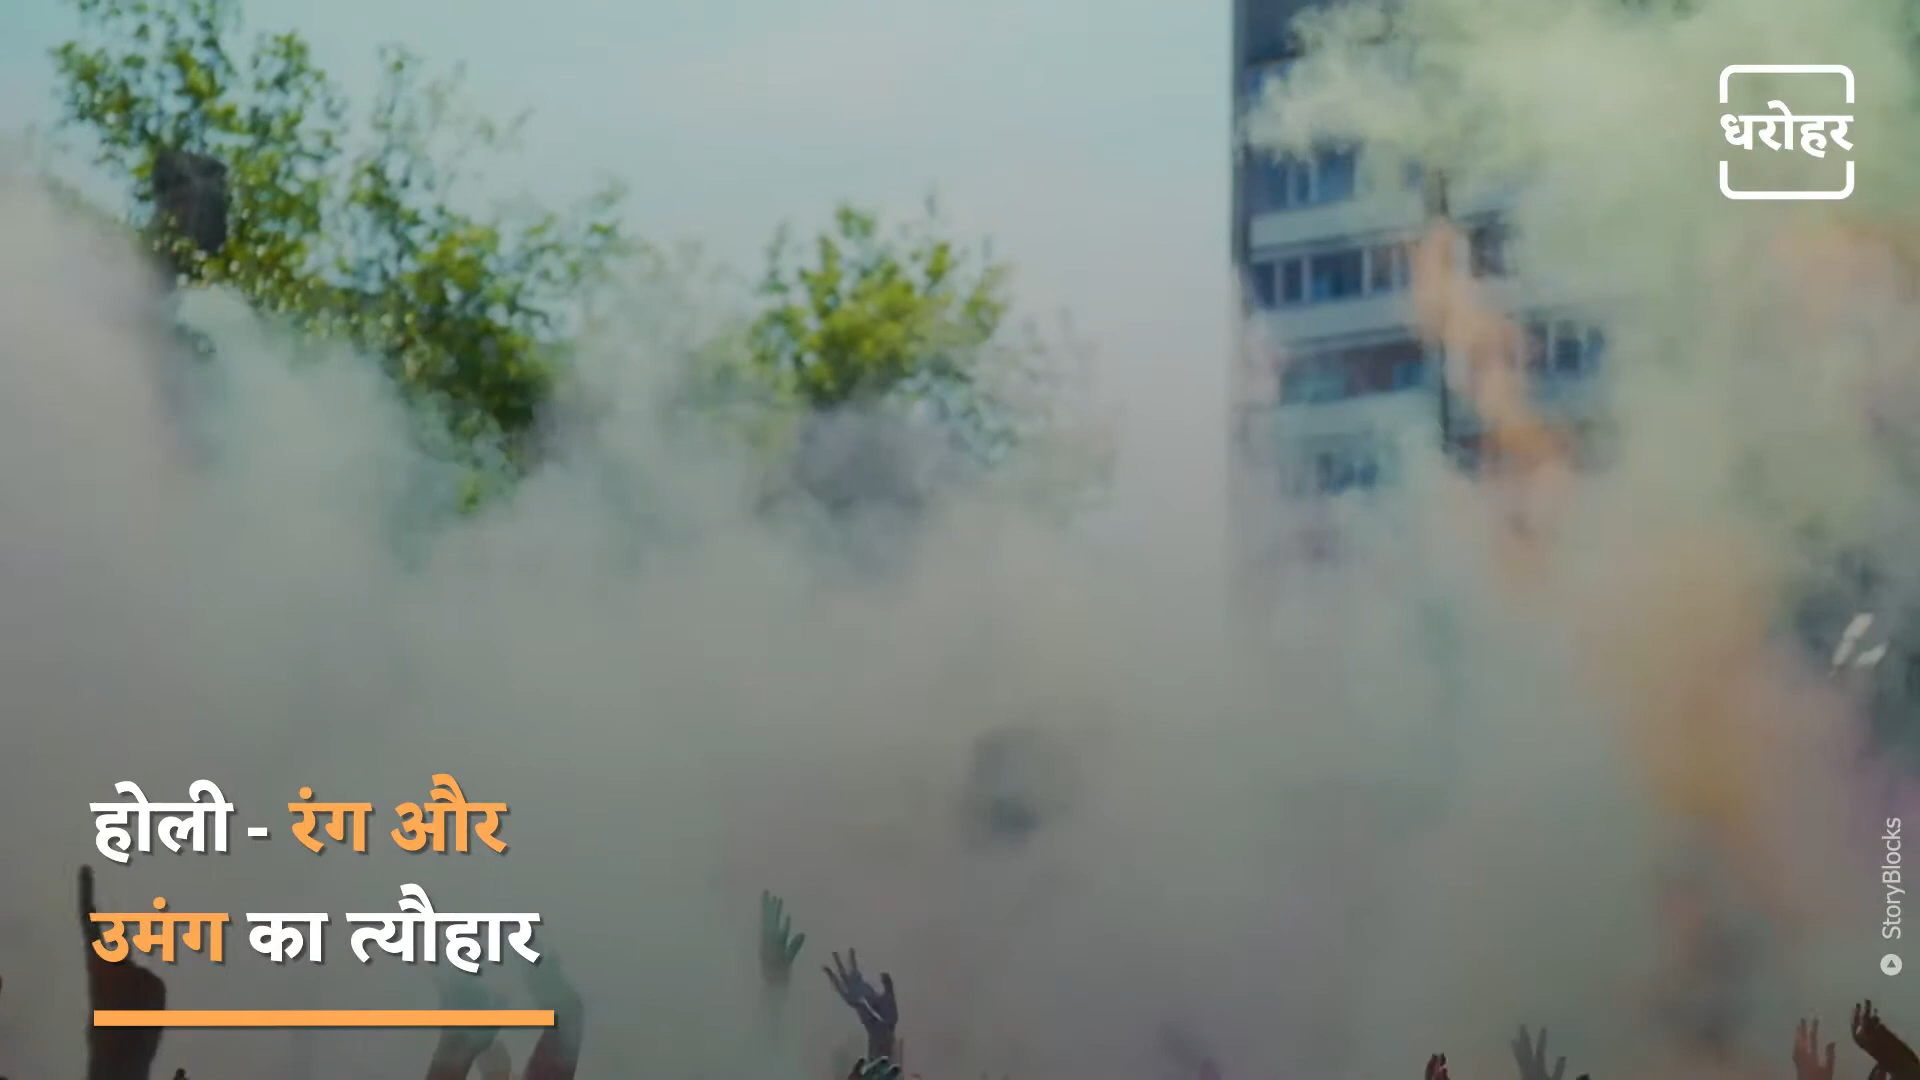 धरोहर
होली - रंग और
उमंग का त्यौहार
StoryBlocks